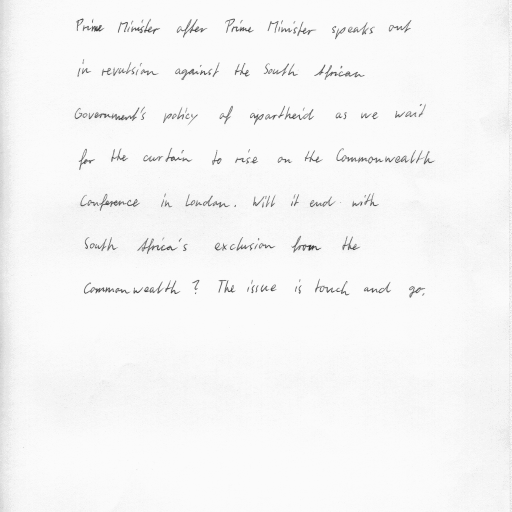 Prime Minister after Prime Minister speaks out
in revulsion against the South African
Government's policy of apartheid as we wait
for the curtain to rise on the Commonwealth
Conference in London. Will it end with
South Africa's exclusion from the
Commonwealth? The issue is touch and go.